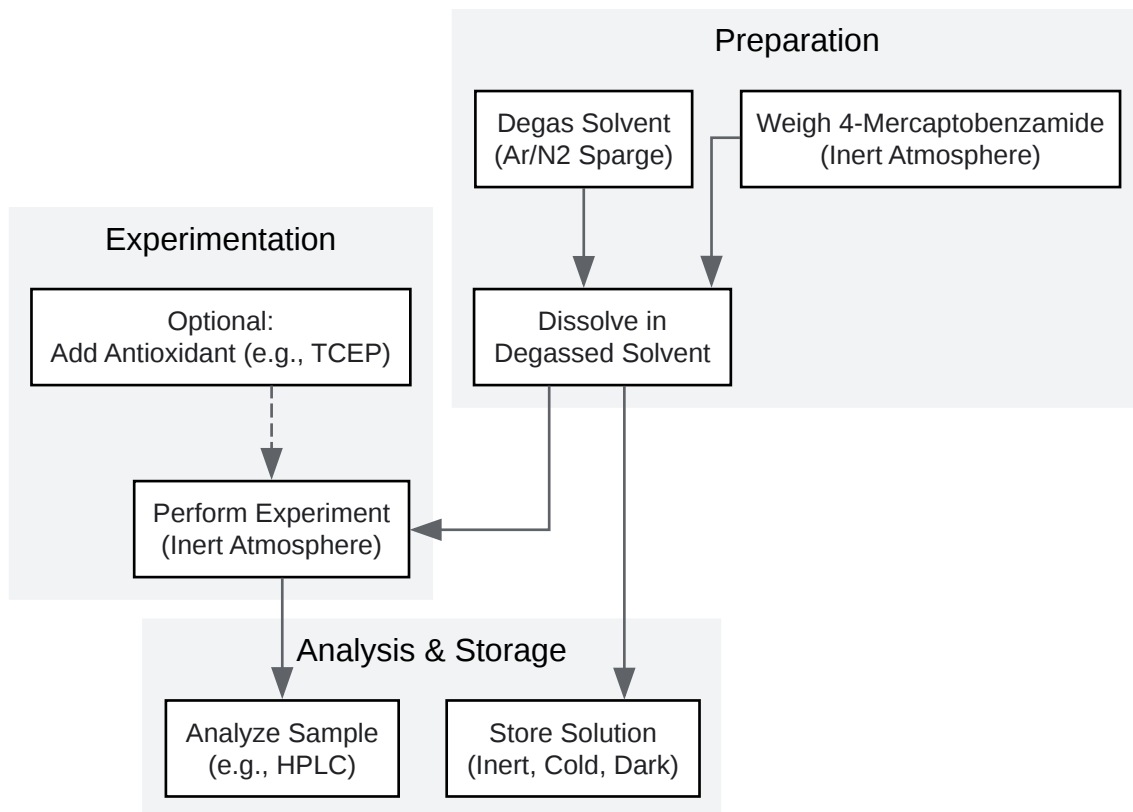 Preparation
Degas Solvent
(Ar/N2 Sparge)
Weigh 4-Mercaptobenzamide
(Inert Atmosphere)
Dissolve in
Degassed Solvent
Experimentation
Optional:
Add Antioxidant (e.g., TCEP)
Perform Experiment
(Inert Atmosphere)
Analysis & Storage
Analyze Sample
(e.g., HPLC)
Store Solution
(Inert, Cold, Dark)